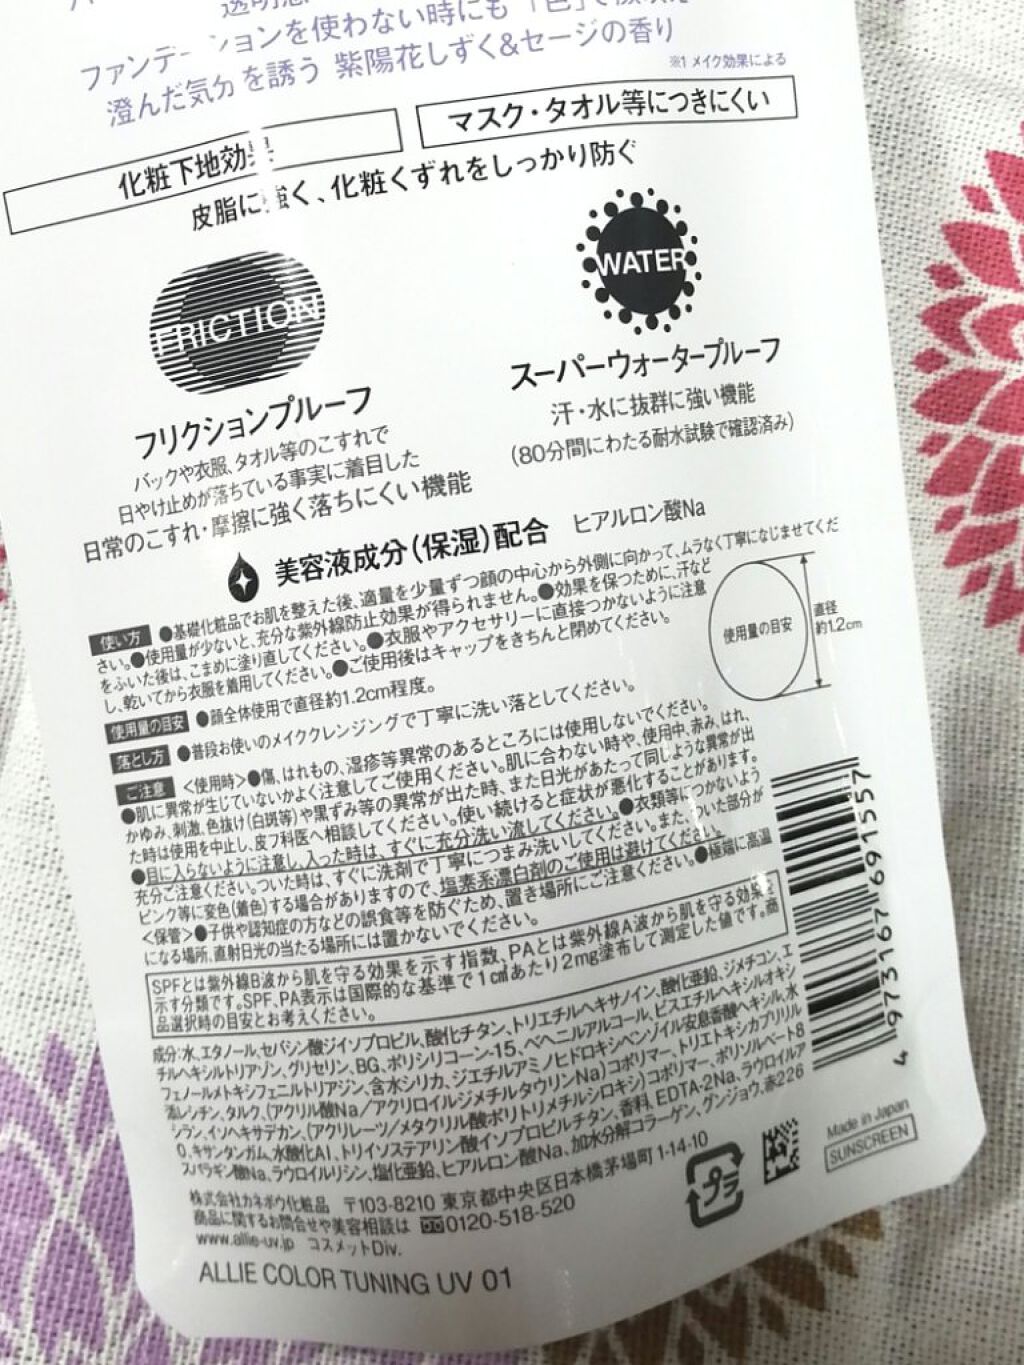 透明感
ファンデーションを使わない時にも「色」で
澄んだ気分を誘う 紫陽花しずく&セージの香り
※1 メイク効果による
化粧下地効果
マスク・タオル等につきにくい
皮脂に強く、化粧くずれをしっかり防ぐ
FRICTION
WATER
フリクションプルーフ
バックや衣服、タオル等のこすれで
日やけ止めが落ちている事実に着目した
日常のこすれ・摩擦に強く落ちにくい機能
スーパーウォータープルーフ
汗・水に抜群に強い機能
(80分間にわたる耐水試験で確認済み)
美容液成分(保湿)配合 ヒアルロン酸Na
使い方 ●基礎化粧品でお肌を整えた後、適量を少量ずつ顔の中心から外側に向かって、ムラなく丁寧になじませてくだ
さい。●使用量が少ないと、充分な紫外線防止効果が得られません。●効果を保つために、汗など
をふいた後は、こまめに塗り直してください。●衣服やアクセサリーに直接つかないように注意
し、乾いてから衣服を着用してください。●ご使用後はキャップをきちんと閉めてください。
使用量の目安 ●顔全体使用で直径約1.2cm程度。
使用量の目安
直径
約1.2cm
落とし方 ●普段お使いのメイククレンジングで丁寧に洗い落としてください。
ご注意 <使用時>●傷、はれもの、湿疹等異常のあるところには使用しないでください。
●肌に異常が生じていないかよく注意してご使用ください。肌に合わない時や、使用中、赤み、はれ、
かゆみ、刺激、色抜け(白斑等)や黒ずみ等の異常が出た時、また日光があたって同じような異常が出
た時は使用を中止し、皮フ科医へ相談してください。使い続けると症状が悪化することがあります。
●目に入らないように注意し、入った時は、すぐに充分洗い流してください。●衣類等につかないよう
充分ご注意ください。ついた時は、すぐに洗剤で丁寧につまみ洗いしてください。また、ついた部分が
ピンク等に変色(着色)する場合がありますので、塩素系漂白剤のご使用は避けてください。
<保管>●子供や認知症の方などの誤食等を防ぐため、置き場所にご注意ください。●極端に高温
になる場所、直射日光の当たる場所には置かないでください。
SPFとは紫外線B波から肌を守る効果を示す指数、PAとは紫外線A波から肌を守る効果を
示す分類です。SPF、PA表示は国際的な基準で1㎠あたり2mg塗布して測定した値です。商
品選択時の目安とお考えください。
成分:水、エタノール、セバシン酸ジイソプロピル、酸化チタン、トリエチルヘキサノイン、酸化亜鉛、ジメチコン、エ
チルヘキシルトリアゾン、グリセリン、BG、ポリシリコーン-15、ベヘニルアルコール、ビスエチルヘキシルオキシ
フェノールメトキシフェニルトリアジン、含水シリカ、ジエチルアミノヒドロキシベンゾイル安息香酸ヘキシル、水
添レシチン、タルク、(アクリル酸Na/アクリロイルジメチルタウリンNa)コポリマー、トリエトキシカプリリル
シラン、イソヘキサデカン、(アクリレーツ/メタクリル酸ポリトリメチルシロキシ)コポリマー、ポリソルベート8
0、キサンタンガム、水酸化Al、トリイソステアリン酸イソプロピルチタン、香料、EDTA-2Na、ラウロイルア
スパラギン酸Na、ラウロイルリシン、塩化亜鉛、ヒアルロン酸Na、加水分解コラーゲン、グンジョウ、赤226
株式会社カネボウ化粧品 〒103-8210 東京都中央区日本橋茅場町1-14-10
商品に関するお問合せや美容相談は 0120-518-520
www.allie-uv.jp コスメットDiv.
ALLIE COLOR TUNING UV 01
プラ
Made in Japan
SUNSCREEN
4973167691557